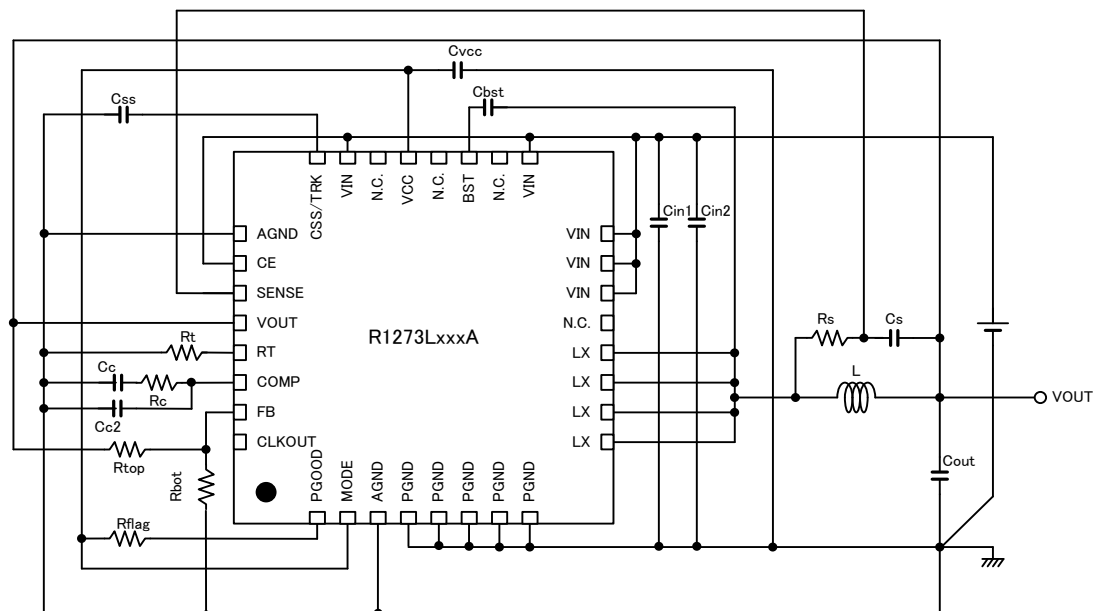 Cvcc
Css
Cbst
CSS/TRK
VIN
N.C.
VCC
N.C.
BST
N.C.
VIN
Cin1
Cin2
AGND
CE
SENSE
VOUT
RT
COMP
FB
CLKOUT
VIN
VIN
VIN
N.C.
LX
LX
LX
LX
R1273LxxxA
Rt
Cc
Rc
Cc2
Rtop
Rbot
Rflag
Rs
Cs
L
VOUT
Cout
PGOOD
MODE
AGND
PGND
PGND
PGND
PGND
PGND